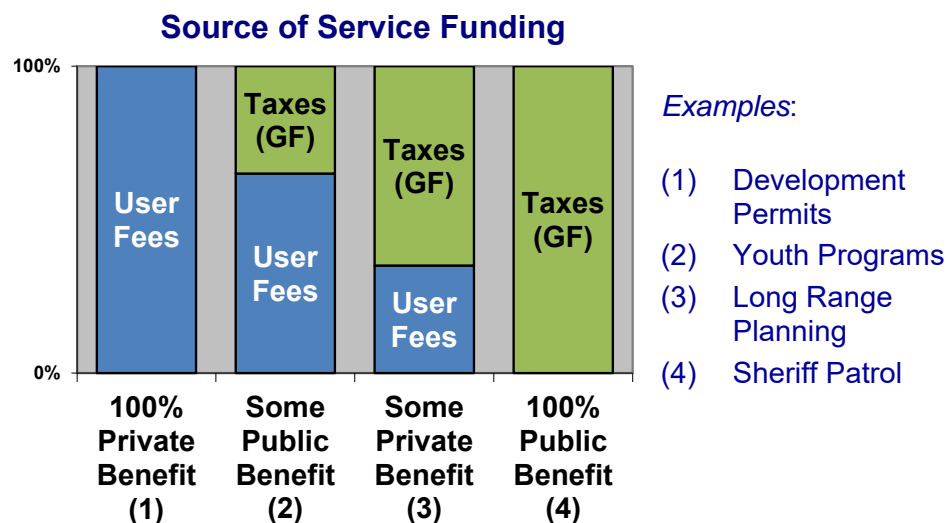 Source of Service Funding
100%
0%
User
Fees
Taxes
(GF)
User
Fees
Taxes
(GF)
User
Fees
Taxes
(GF)
100%
Private
Benefit
(1)
Some
Public
Benefit
(2)
Some
Private
Benefit
(3)
100%
Public
Benefit
(4)
Examples:
(1) Development
Permits
(2) Youth Programs
(3) Long Range
Planning
(4) Sheriff Patrol